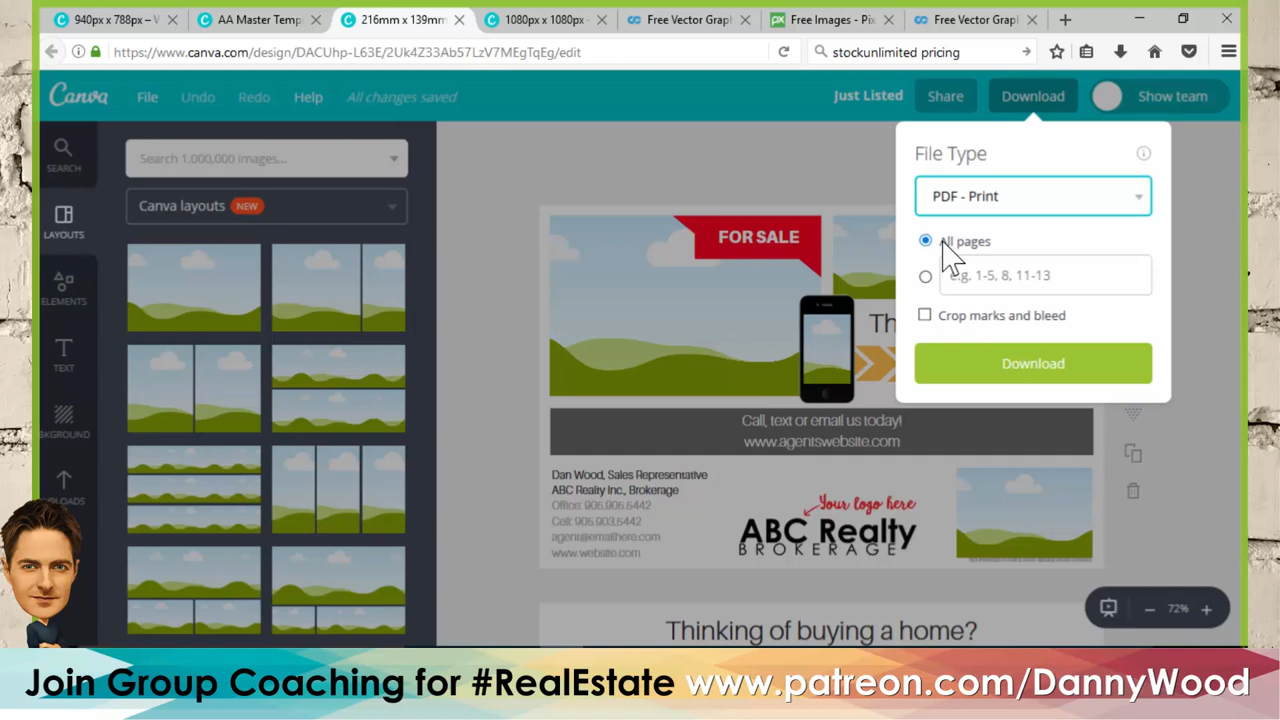 940px x 788px – V
AA Master Temp
216mm x 139mm
1080px x 1080px -
Free Vector Grap
Free Images - Pix
Free Vector Grap
https://www.canva.com/design/DACUhp-L63E/2Uk4Z33Ab57LzV7MEgTqEg/edit
stockunlimited pricing
Canva
File
Undo
Redo
Help
All changes saved
Just Listed
Share
Download
Show team
SEARCH
LAYOUTS
ELEMENTS
TEXT
BKGROUND
UPLOADS
Search 1,000,000 images...
Canva layouts NEW
File Type
PDF - Print
All pages
e.g. 1-5, 8, 11-13
Crop marks and bleed
Download
FOR SALE
Th
Call, text or email us today!
www.agentswebsite.com
Dan Wood, Sales Representative
ABC Realty Inc., Brokerage
Office: 905.905.5442
Cell: 905.903.5442
agent@emailhere.com
www.website.com
Your logo here
ABC Realty
BROKERAGE
Thinking of buying a home?
72%
Join Group Coaching for #RealEstate www.patreon.com/DannyWood